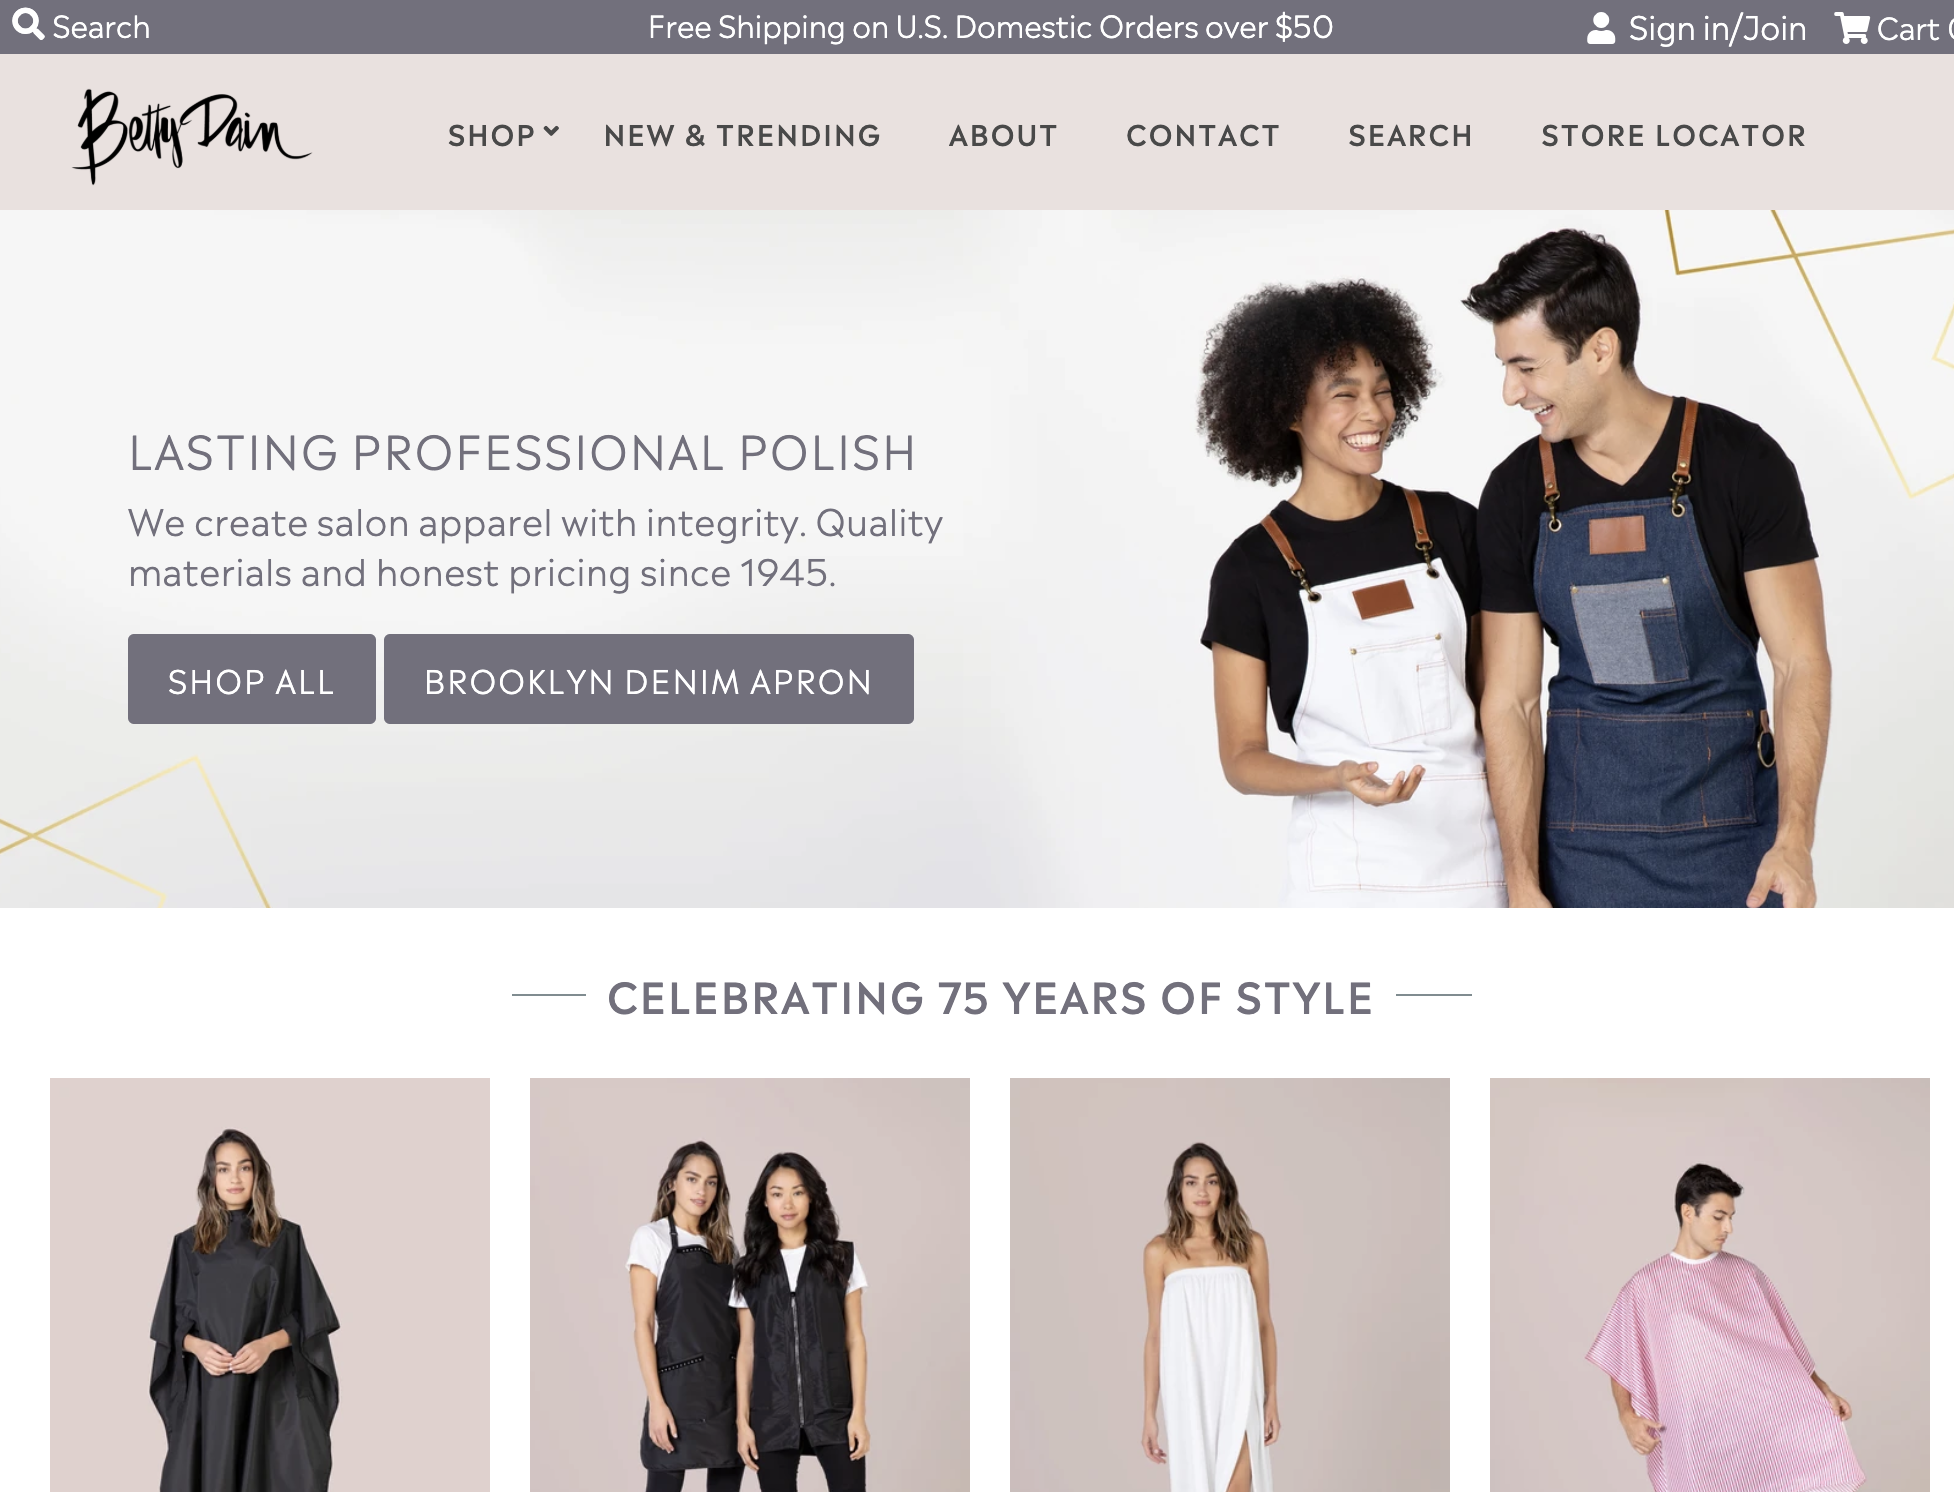 Search
Free Shipping on U.S. Domestic Orders over $50
Sign in/Join
Cart
Betty Dain
SHOP
NEW & TRENDING
ABOUT
CONTACT
SEARCH
STORE LOCATOR
LASTING PROFESSIONAL POLISH
We create salon apparel with integrity. Quality
materials and honest pricing since 1945.
SHOP ALL
BROOKLYN DENIM APRON
CELEBRATING 75 YEARS OF STYLE